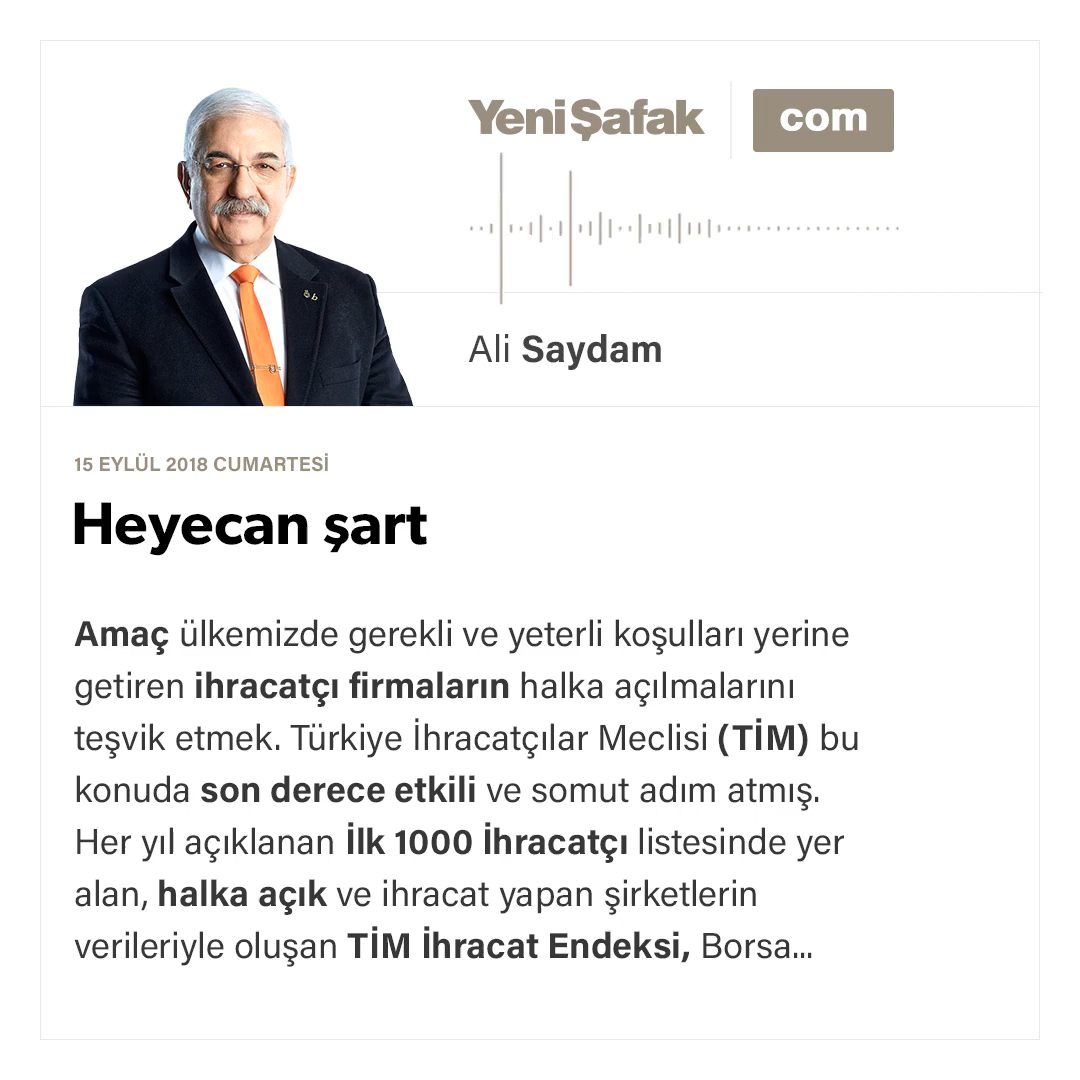 YeniŞafak com
Ali Saydam
15 EYLÜL 2018 CUMARTESİ
Heyecan şart
Amaç ülkemizde gerekli ve yeterli koşulları yerine
getiren ihracatçı firmaların halka açılmalarını
teşvik etmek. Türkiye İhracatçılar Meclisi (TİM) bu
konuda son derece etkili ve somut adım atmış.
Her yıl açıklanan İlk 1000 İhracatçı listesinde yer
alan, halka açık ve ihracat yapan şirketlerin
verileriyle oluşan TİM İhracat Endeksi, Borsa...